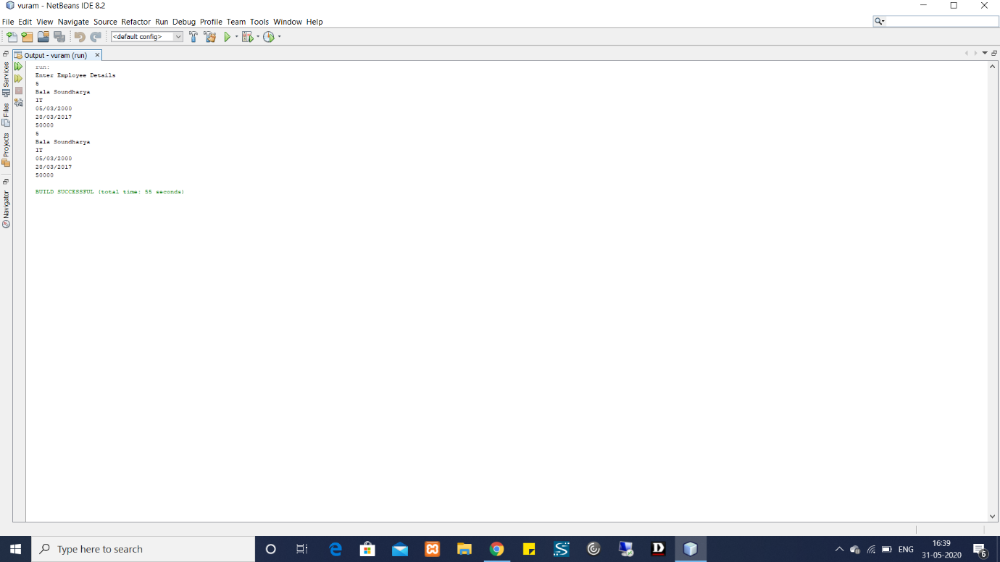 vuram - NetBeans IDE 8.2
File Edit View Navigate Source Refactor Run Debug Profile Team Tools Window Help
<default config>
Output - vuram (run)
run:
Enter Employee Details
5
Bala Soundharya
IT
05/03/2000
28/03/2017
50000
5
Bala Soundharya
IT
05/03/2000
28/03/2017
50000
BUILD SUCCESSFUL (total time: 55 seconds)
Services
Files
Projects
Navigator
Type here to search
ENG
16:39
31-05-2020
6